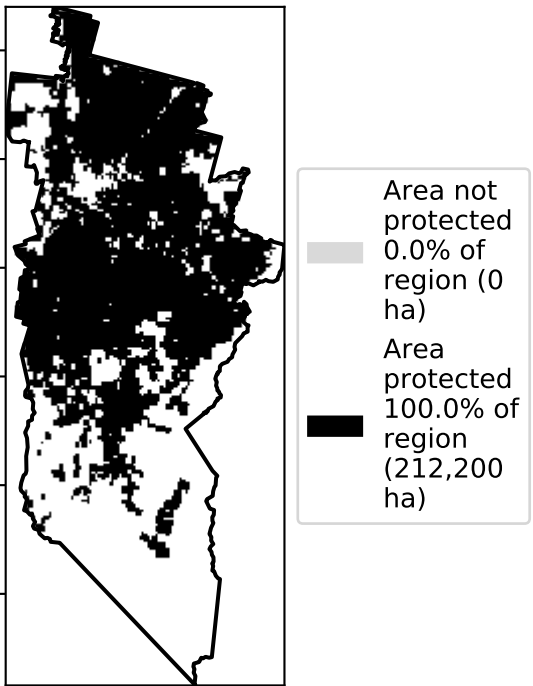 Area not
protected
0.0% of
region (0
ha)
Area
protected
100.0% of
region
(212,200
ha)